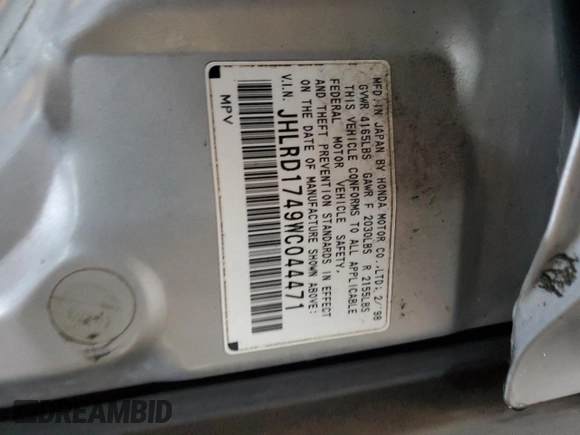 MFD. IN JAPAN BY HONDA MOTOR CO.,LTD; 2/'98
GVWR 4165LBS GAWR F 2030LBS R 2155LBS
THIS VEHICLE CONFORMS TO ALL APPLICABLE
FEDERAL MOTOR VEHICLE SAFETY,
AND THEFT PREVENTION STANDARDS IN EFFECT
ON THE DATE OF MANUFACTURE SHOWN ABOVE:
V.I.N. JHLRD1749WC044471
MPV
DREAMBID